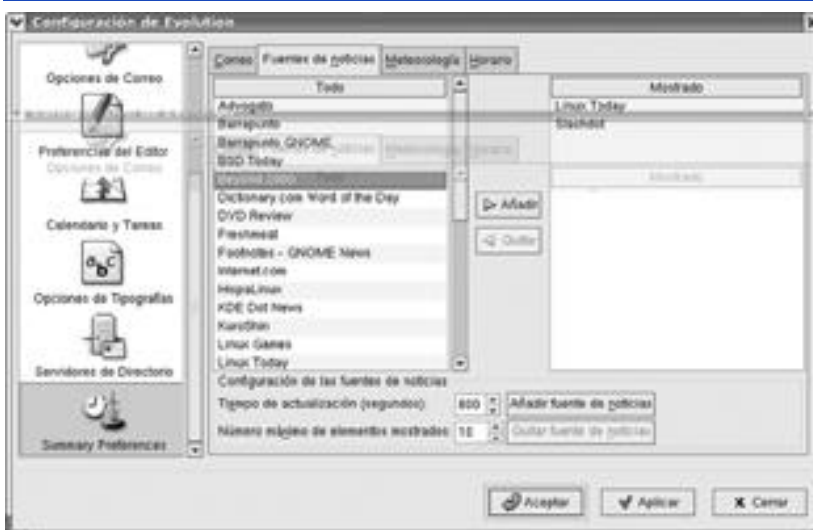 Configuración de Evolution
Opciones de Correo
Preferencias del Editor
Opciones de Correo
Calendario y Tareas
Opciones de Tipografías
Servidores de Directorio
Summary Preferences
Correo Fuentes de noticias Meteorología Horario
Todo
Advogato
Barrapunto
Barrapunto GNOME
BSD Today
Dictionary.com Word of the Day
DVD Review
Freshmeat
Footnotes - GNOME News
Internet.com
HispaLinux
KDE Dot News
Kuro5hin
Linux Games
Linux Today
Añadir
Quitar
Mostrado
Linux Today
Slashdot
Mostrado
Configuración de las fuentes de noticias
Tiempo de actualización (segundos): 600 Añadir fuente de noticias
Número máximo de elementos mostrados: 10 Quitar fuente de noticias
Aceptar Aplicar Cerrar